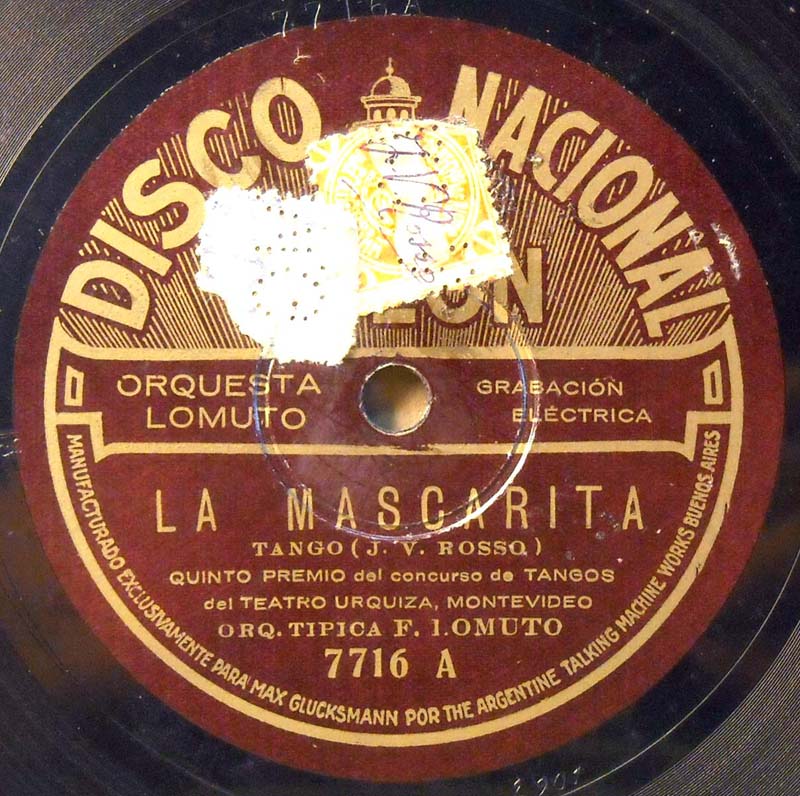 7716A
DISCO NACIONAL
ORQUESTA
LOMUTO
GRABACIÓN
ELÉCTRICA
LA MASCARITA
TANGO ( J. V. ROSSO )
QUINTO PREMIO del concurso de TANGOS
del TEATRO URQUIZA, MONTEVIDEO
ORQ. TIPICA F. LOMUTO
7716 A
MANUFACTURADO EXCLUSIVAMENTE PARA MAX GLUCKSMANN POR THE ARGENTINE TALKING MACHINE WORKS BUENOS AIRES